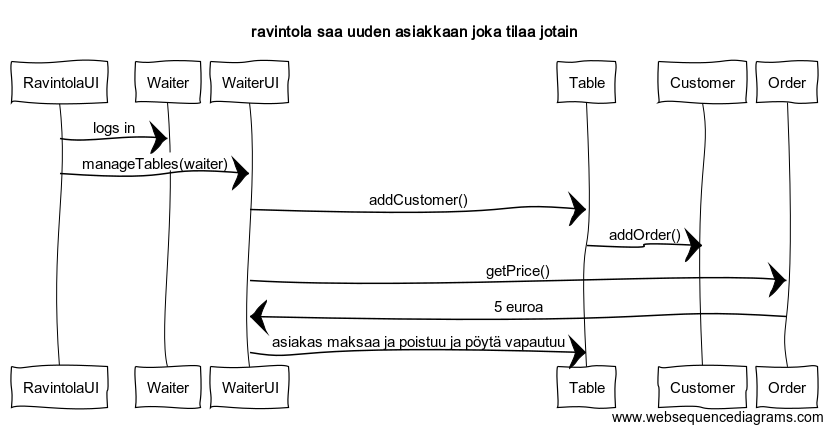 ravintola saa uuden asiakkaan joka tilaa jotain
RavintolaUI Waiter WaiterUI Table Customer Order
logs in
manageTables(waiter)
addCustomer()
addOrder()
getPrice()
5 euroa
asiakas maksaa ja poistuu ja pöytä vapautuu
RavintolaUI Waiter WaiterUI Table Customer Order
www.websequencediagrams.com